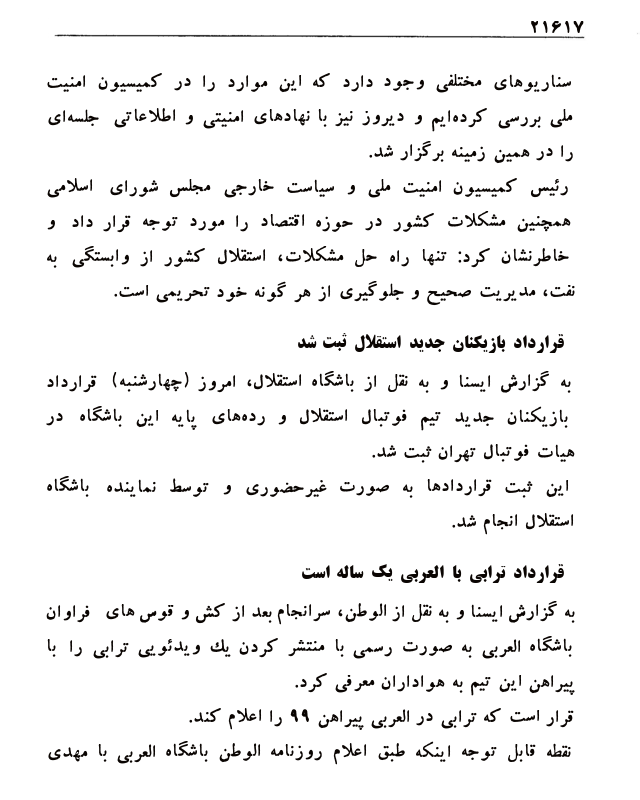 ۲۱۶۱۷
سناریوهای مختلفی وجود دارد که این موارد را در کمیسیون امنیت
ملی بررسی کرده‌ایم و دیروز نیز با نهادهای امنیتی و اطلاعاتی جلسه‌ای
را در همین زمینه برگزار شد.
رئیس کمیسیون امنیت ملی و سیاست خارجی مجلس شورای اسلامی
همچنین مشکلات کشور در حوزه اقتصاد را مورد توجه قرار داد و
خاطرنشان کرد: تنها راه حل مشکلات، استقلال کشور از وابستگی به
نفت، مدیریت صحیح و جلوگیری از هر گونه خود تحریمی است.
قرارداد بازیکنان جدید استقلال ثبت شد
به گزارش ایسنا و به نقل از باشگاه استقلال، امروز (چهارشنبه) قرارداد
بازیکنان جدید تیم فوتبال استقلال و رده‌های پایه این باشگاه در
هیات فوتبال تهران ثبت شد.
این ثبت قراردادها به صورت غیرحضوری و توسط نماینده باشگاه
استقلال انجام شد.
قرارداد ترابی با العربی یک ساله است
به گزارش ایسنا و به نقل از الوطن، سرانجام بعد از کش و قوس های فراوان
باشگاه العربی به صورت رسمی با منتشر کردن یك ویدئویی ترابی را با
پیراهن این تیم به هواداران معرفی کرد.
قرار است که ترابی در العربی پیراهن ۹۹ را اعلام کند.
نقطه قابل توجه اینکه طبق اعلام روزنامه الوطن باشگاه العربی با مهدی